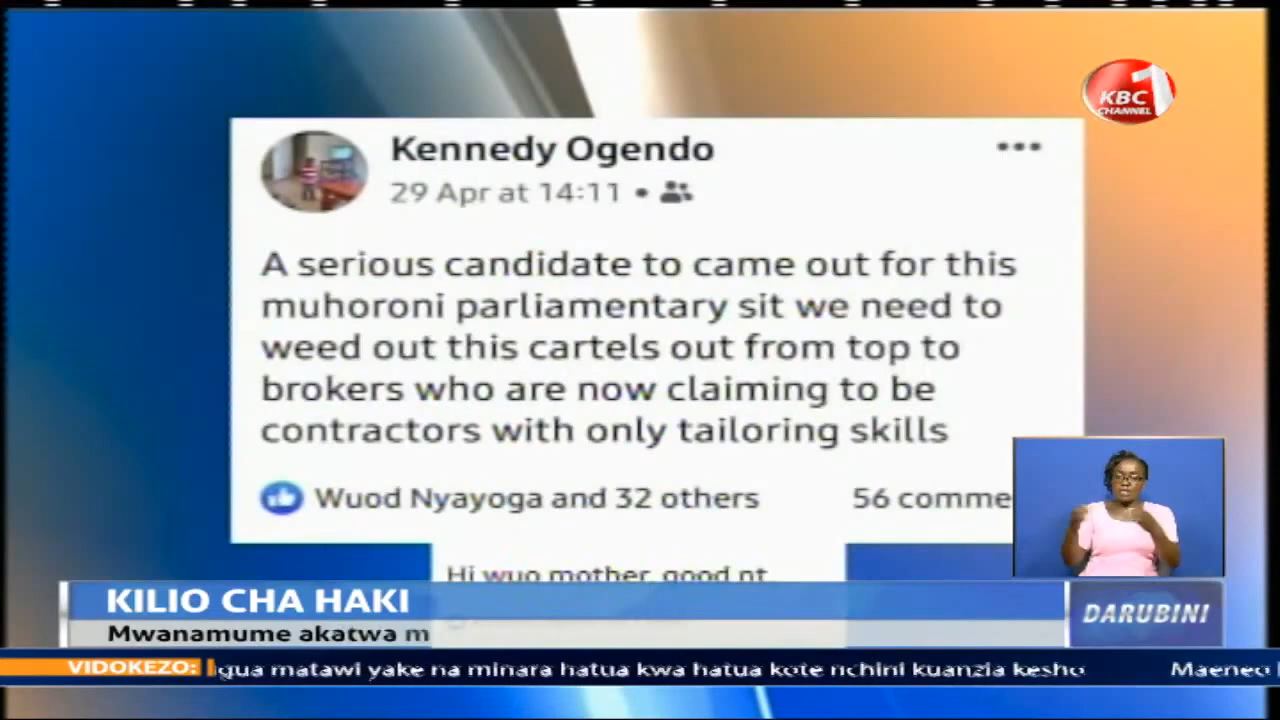 KBC
1
CHANNEL
Kennedy Ogendo
29 Apr at 14:11 •
A serious candidate to came out for this
muhoroni parliamentary sit we need to
weed out this cartels out from top to
brokers who are now claiming to be
contractors with only tailoring skills
Wuod Nyayoga and 32 others
56 comme
Hi wuo mother, good nt
KILIO CHA HAKI
DARUBINI
Mwanamume akatwa m
VIDOKEZO:
gua matawi yake na minara hatua kwa hatua kote nchini kuanzia kesho
Maeneo